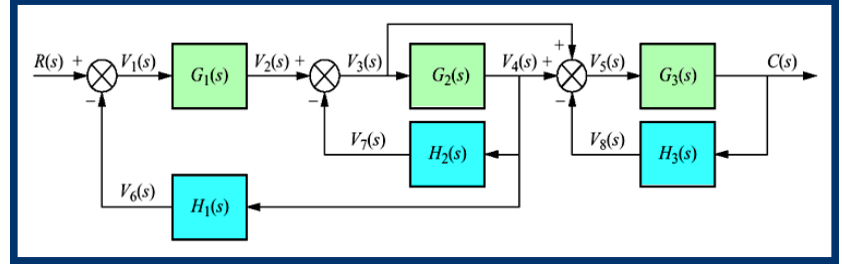 R(s) + V₁(s) G₁(s) V₂(s) + V₃(s) G₂(s) V₄(s) + + V₅(s) G₃(s) C(s)
− − −
V₇(s) H₂(s) V₈(s) H₃(s)
V₆(s) H₁(s)